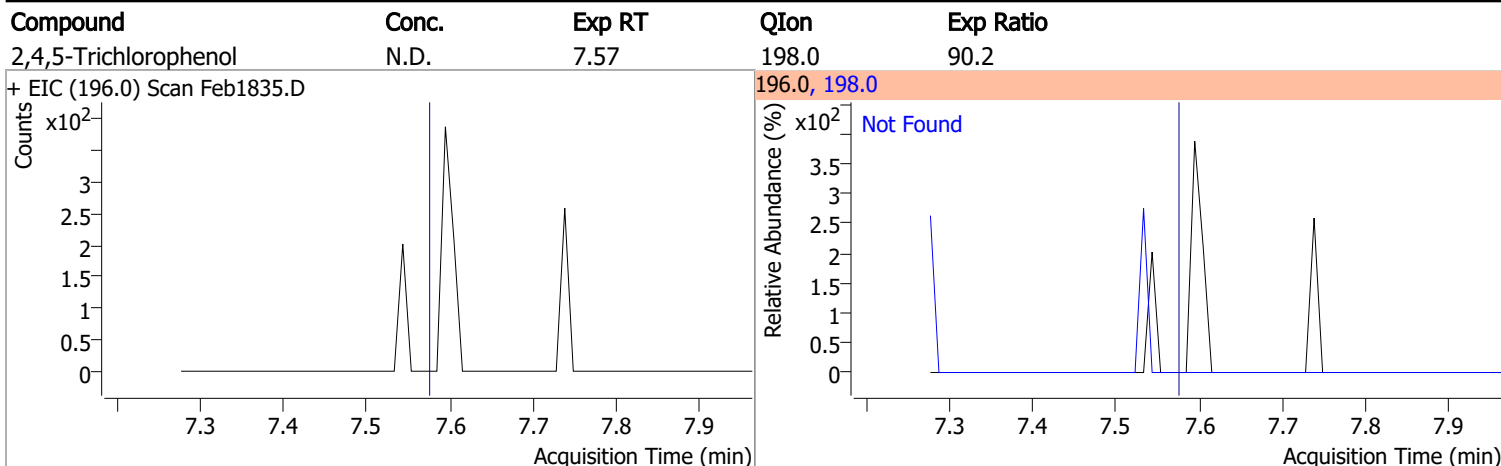 Compound Conc. Exp RT QIon Exp Ratio
2,4,5-Trichlorophenol N.D. 7.57 198.0 90.2
+ EIC (196.0) Scan Feb1835.D
Counts
x10²
3
2.5
2
1.5
1
0.5
0
7.3 7.4 7.5 7.6 7.7 7.8 7.9
Acquisition Time (min)
196.0, 198.0
Relative Abundance (%)
x10²
Not Found
3.5
3
2.5
2
1.5
1
0.5
0
7.3 7.4 7.5 7.6 7.7 7.8 7.9
Acquisition Time (min)